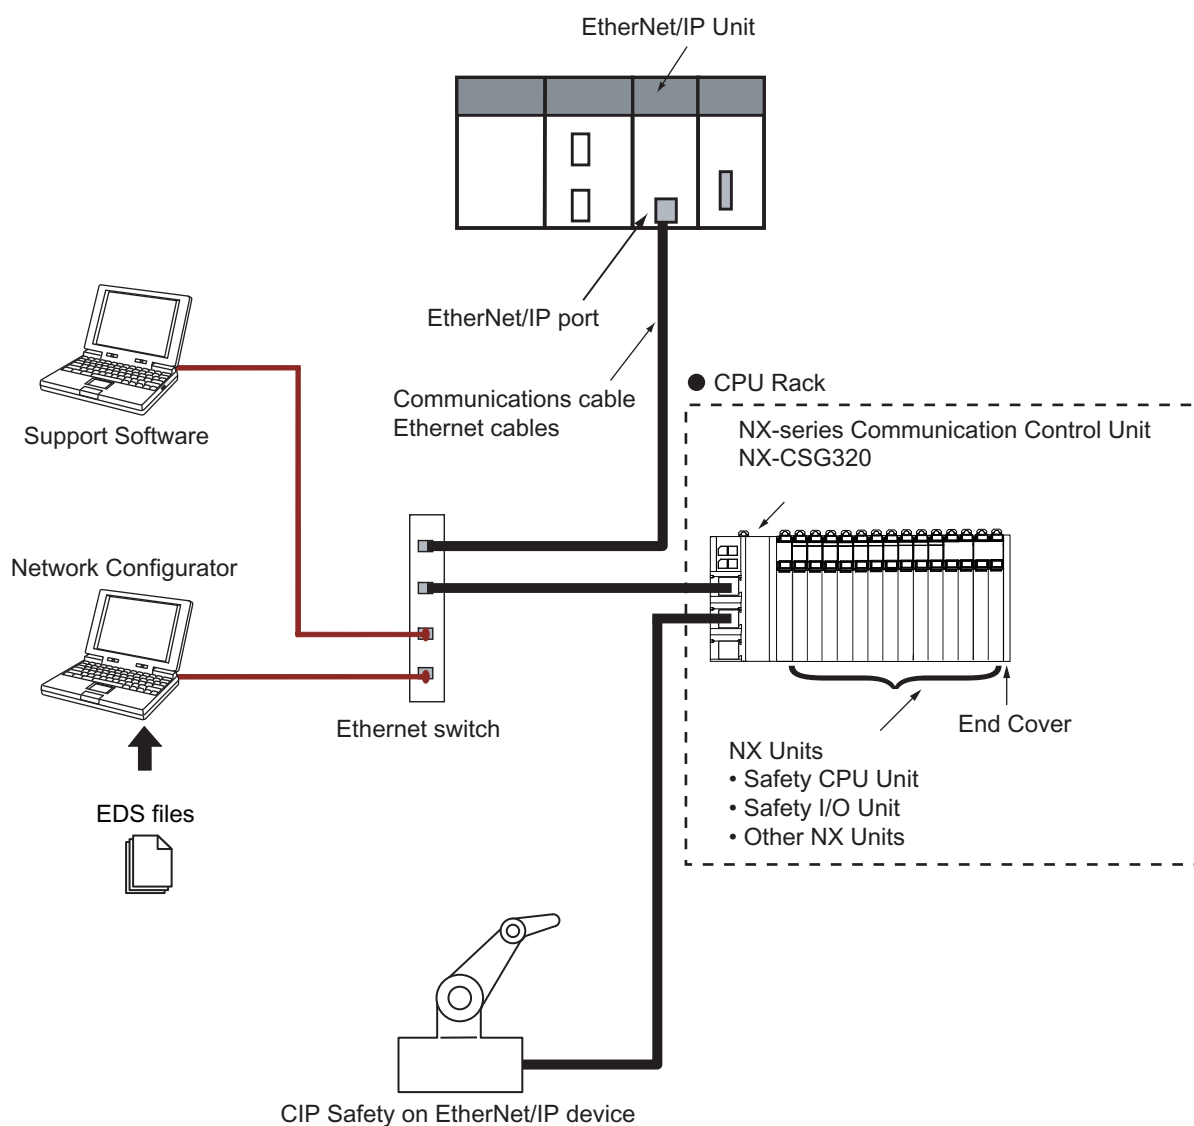 EtherNet/IP Unit
EtherNet/IP port
Communications cable
Ethernet cables
● CPU Rack
NX-series Communication Control Unit
NX-CSG320
Support Software
Network Configurator
Ethernet switch
End Cover
NX Units
• Safety CPU Unit
• Safety I/O Unit
• Other NX Units
EDS files
CIP Safety on EtherNet/IP device